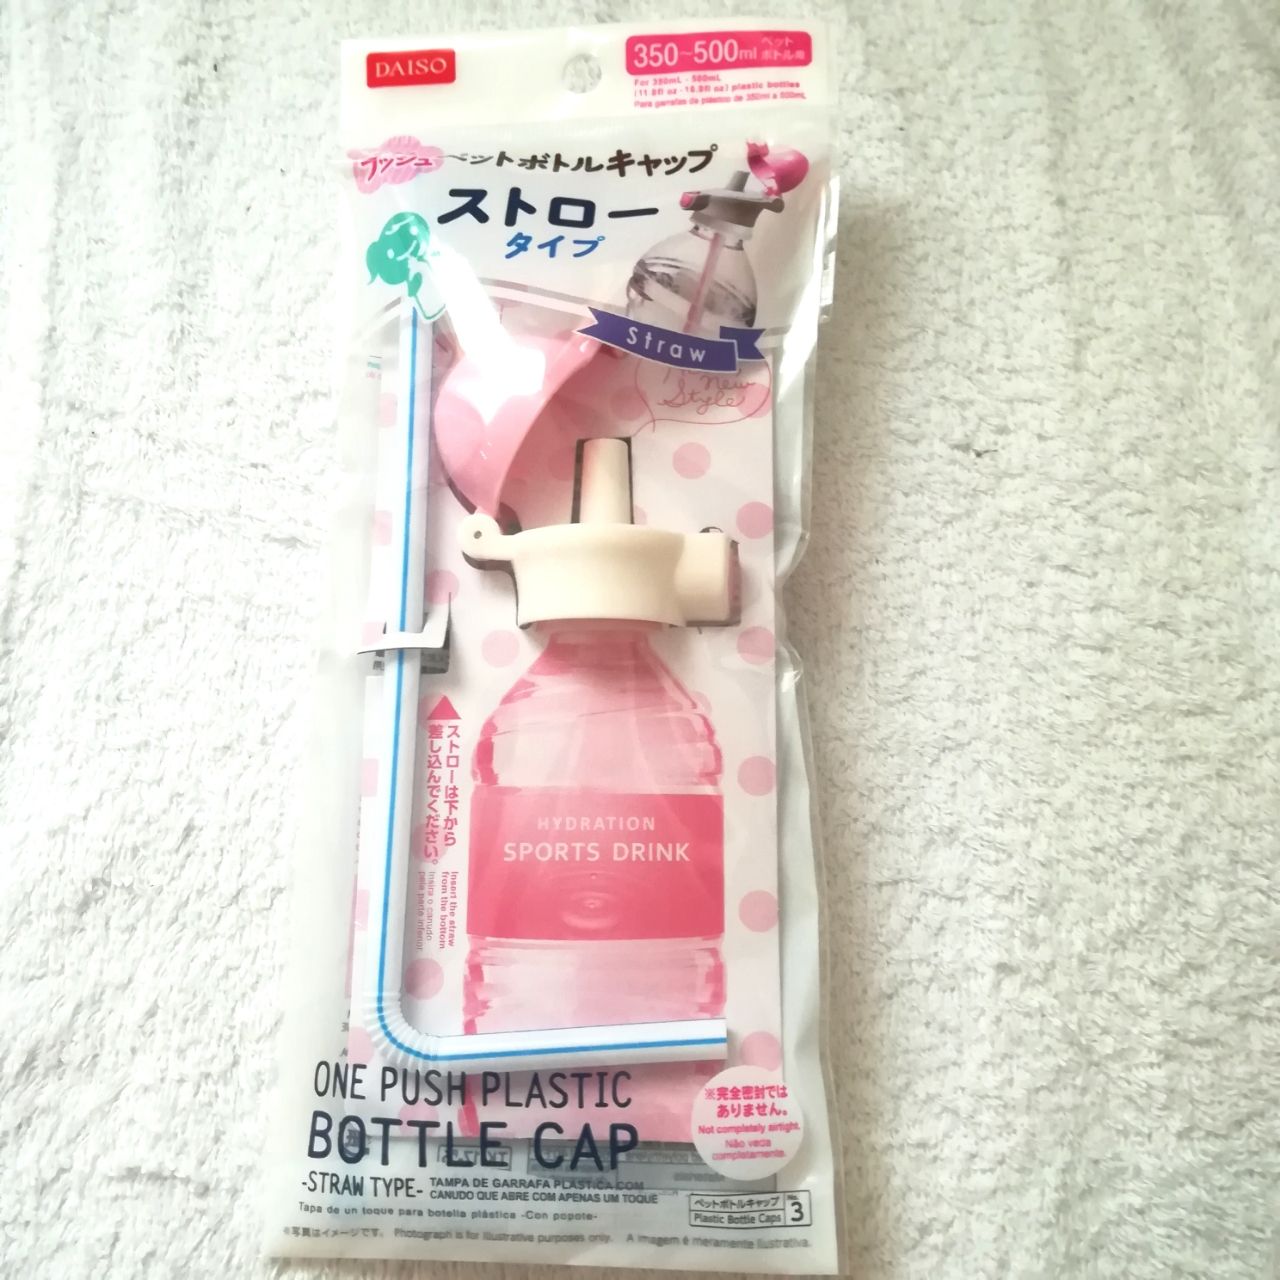 DAISO
350~500ml ペットボトル用
For 350mL - 500mL
(11.8fl oz - 16.9fl oz) plastic bottles
Para garrafas de plástico de 350ml a 500mL
ペットボトルキャップ
ストロー
タイプ
Straw
New
Style
ストローは下から
差し込んでください。
Insert the straw
from the bottom
Insira o canudo
pela parte inferior
HYDRATION
SPORTS DRINK
ONE PUSH PLASTIC
BOTTLE CAP
-STRAW TYPE-
TAMPA DE GARRAFA PLÁSTICA COM
CANUDO QUE ABRE COM APENAS UM TOQUE
Tapa de un toque para botella plástica -Con popote-
※完全密封では
ありません。
Not completely airtight.
Não veda
completamente.
ペットボトルキャップ
Plastic Bottle Caps
No.
3
※写真はイメージです。 Photograph is for illustrative purposes only. A imagem é meramente ilustrativa.